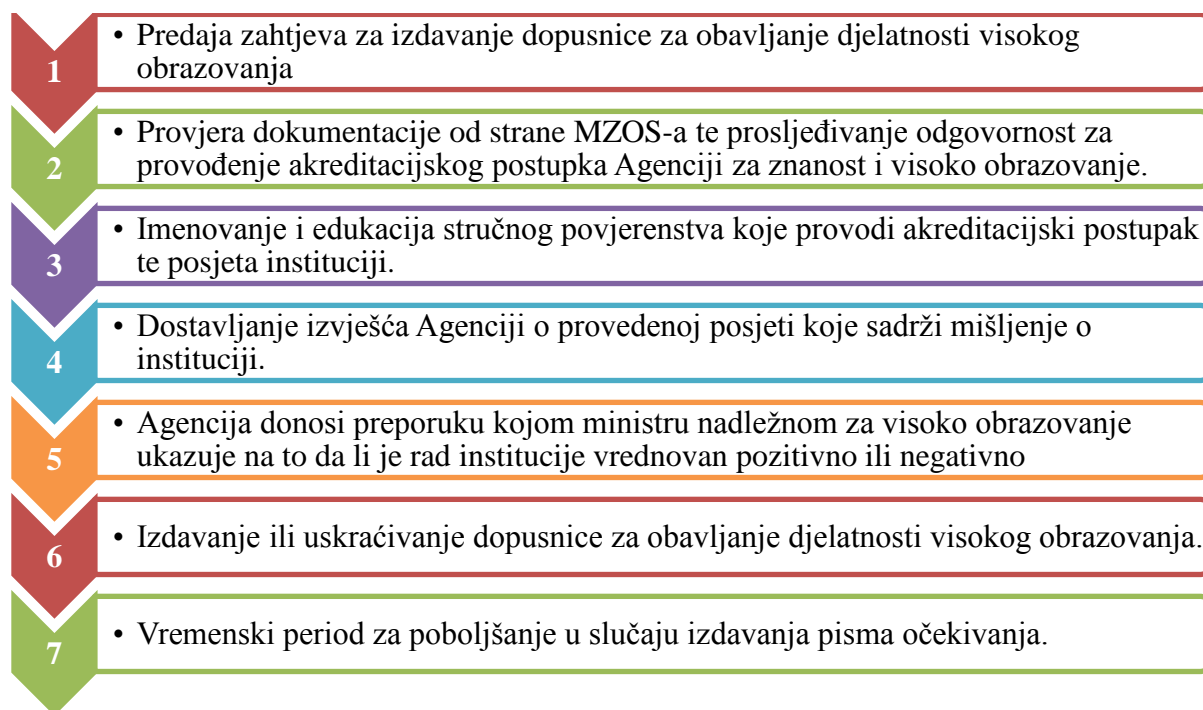 1
• Predaja zahtjeva za izdavanje dopusnice za obavljanje djelatnosti visokog
obrazovanja
2
• Provjera dokumentacije od strane MZOS-a te prosljeđivanje odgovornost za
provođenje akreditacijskog postupka Agenciji za znanost i visoko obrazovanje.
3
• Imenovanje i edukacija stručnog povjerenstva koje provodi akreditacijski postupak
te posjeta instituciji.
4
• Dostavljanje izvješća Agenciji o provedenoj posjeti koje sadrži mišljenje o
instituciji.
5
• Agencija donosi preporuku kojom ministru nadležnom za visoko obrazovanje
ukazuje na to da li je rad institucije vrednovan pozitivno ili negativno
6
• Izdavanje ili uskraćivanje dopusnice za obavljanje djelatnosti visokog obrazovanja.
7
• Vremenski period za poboljšanje u slučaju izdavanja pisma očekivanja.